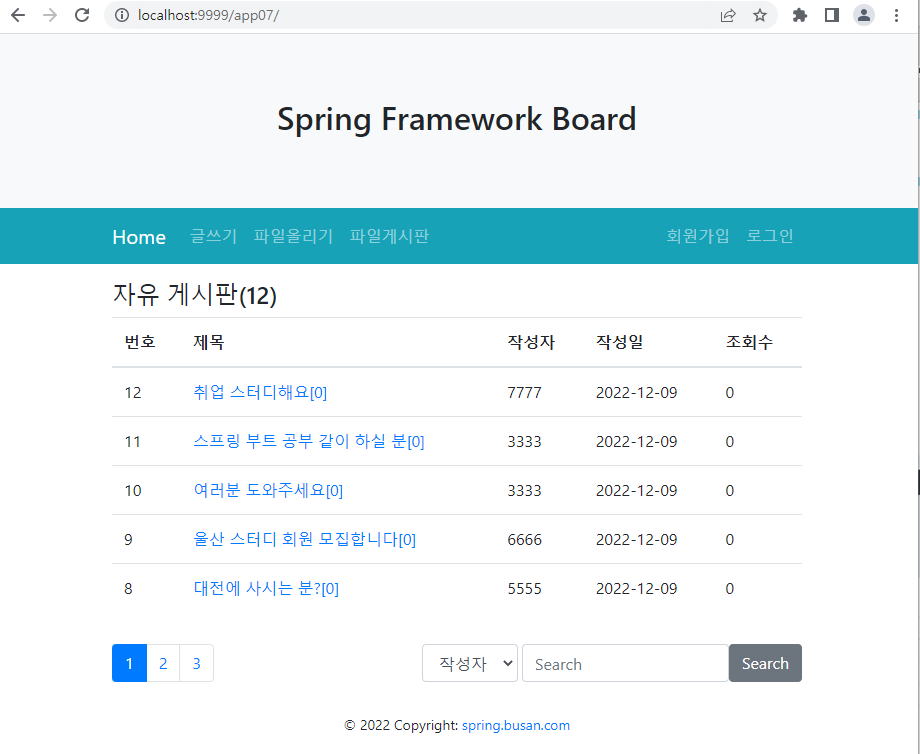 localhost:9999/app07/
Spring Framework Board
Home 글쓰기 파일올리기 파일게시판 회원가입 로그인
자유 게시판(12)
번호 제목 작성자 작성일 조회수
12 취업 스터디해요[0] 7777 2022-12-09 0
11 스프링 부트 공부 같이 하실 분[0] 3333 2022-12-09 0
10 여러분 도와주세요[0] 3333 2022-12-09 0
9 울산 스터디 회원 모집합니다[0] 6666 2022-12-09 0
8 대전에 사시는 분?[0] 5555 2022-12-09 0
1 2 3 작성자 Search Search
© 2022 Copyright: spring.busan.com